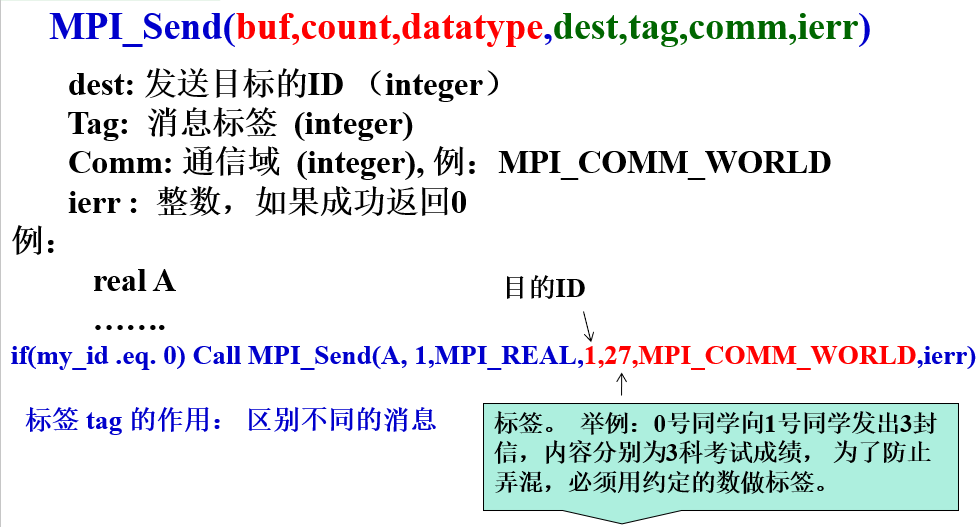 MPI_Send(buf,count,datatype,dest,tag,comm,ierr)
dest: 发送目标的ID （integer）
Tag: 消息标签 (integer)
Comm: 通信域 (integer), 例：MPI_COMM_WORLD
ierr : 整数，如果成功返回0
例：
real A
…….
目的ID
if(my_id .eq. 0) Call MPI_Send(A, 1,MPI_REAL,1,27,MPI_COMM_WORLD,ierr)
标签 tag 的作用： 区别不同的消息
标签。 举例：0号同学向1号同学发出3封
信，内容分别为3科考试成绩， 为了防止
弄混，必须用约定的数做标签。